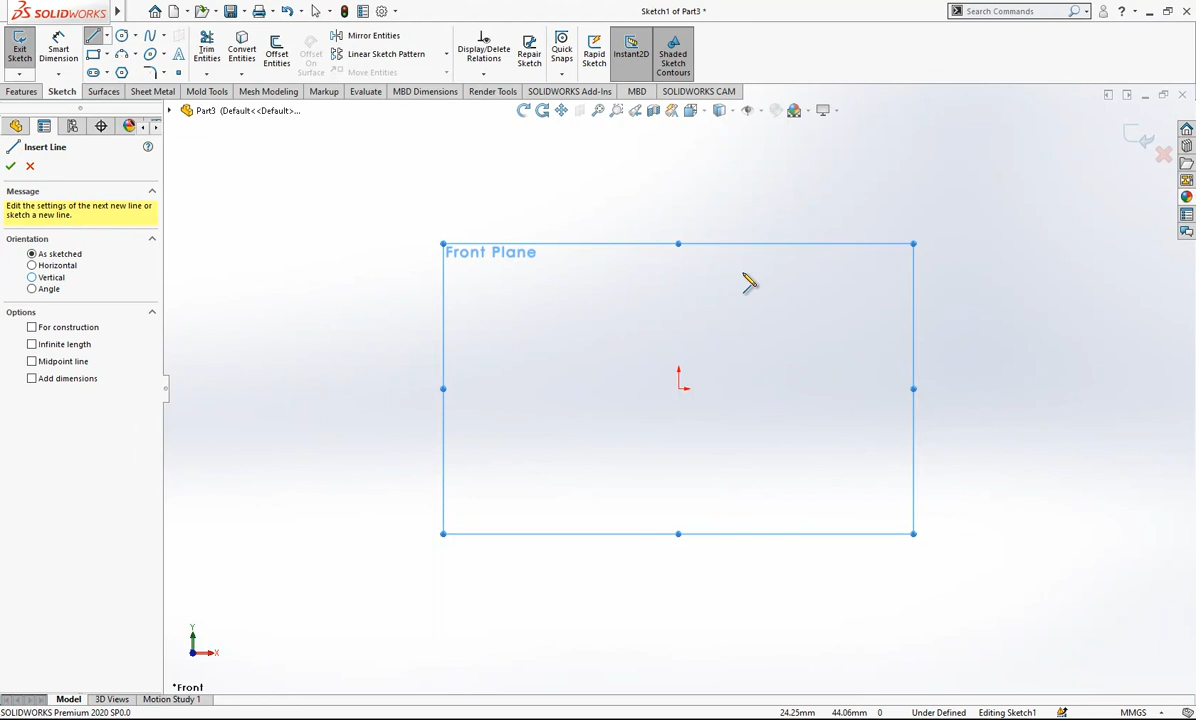 SOLIDWORKS
Sketch1 of Part3 *
Search Commands
Exit Sketch
Smart Dimension
Trim Entities
Convert Entities
Offset Entities
Offset On Surface
Mirror Entities
Linear Sketch Pattern
Move Entities
Display/Delete Relations
Repair Sketch
Quick Snaps
Rapid Sketch
Instant2D
Shaded Sketch Contours
Features
Sketch
Surfaces
Sheet Metal
Mold Tools
Mesh Modeling
Markup
Evaluate
MBD Dimensions
Render Tools
SOLIDWORKS Add-Ins
MBD
SOLIDWORKS CAM
Part3 (Default<<Default>...
Insert Line
Message
Edit the settings of the next new line or
sketch a new line.
Orientation
As sketched
Horizontal
Vertical
Angle
Options
For construction
Infinite length
Midpoint line
Add dimensions
Front Plane
Y
X
*Front
Model
3D Views
Motion Study 1
SOLIDWORKS Premium 2020 SP0.0
24.25mm
44.06mm
0
Under Defined
Editing Sketch1
MMGS